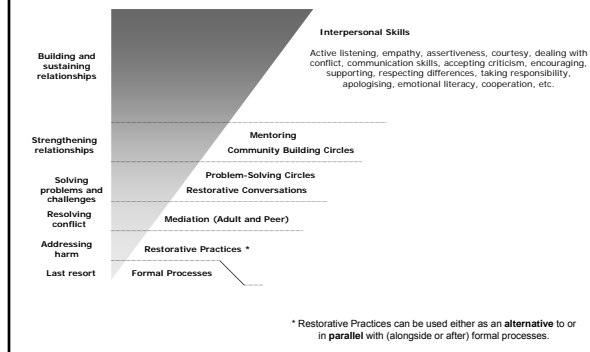 Interpersonal Skills
Building and
sustaining
relationships
Active listening, empathy, assertiveness, courtesy, dealing with
conflict, communication skills, accepting criticism, encouraging,
supporting, respecting differences, taking responsibility,
apologising, emotional literacy, cooperation, etc.
Strengthening
relationships
Mentoring
Community Building Circles
Solving
problems and
challenges
Problem-Solving Circles
Restorative Conversations
Resolving
conflict
Mediation (Adult and Peer)
Addressing
harm
Restorative Practices *
Last resort
Formal Processes
* Restorative Practices can be used either as an alternative to or
in parallel with (alongside or after) formal processes.